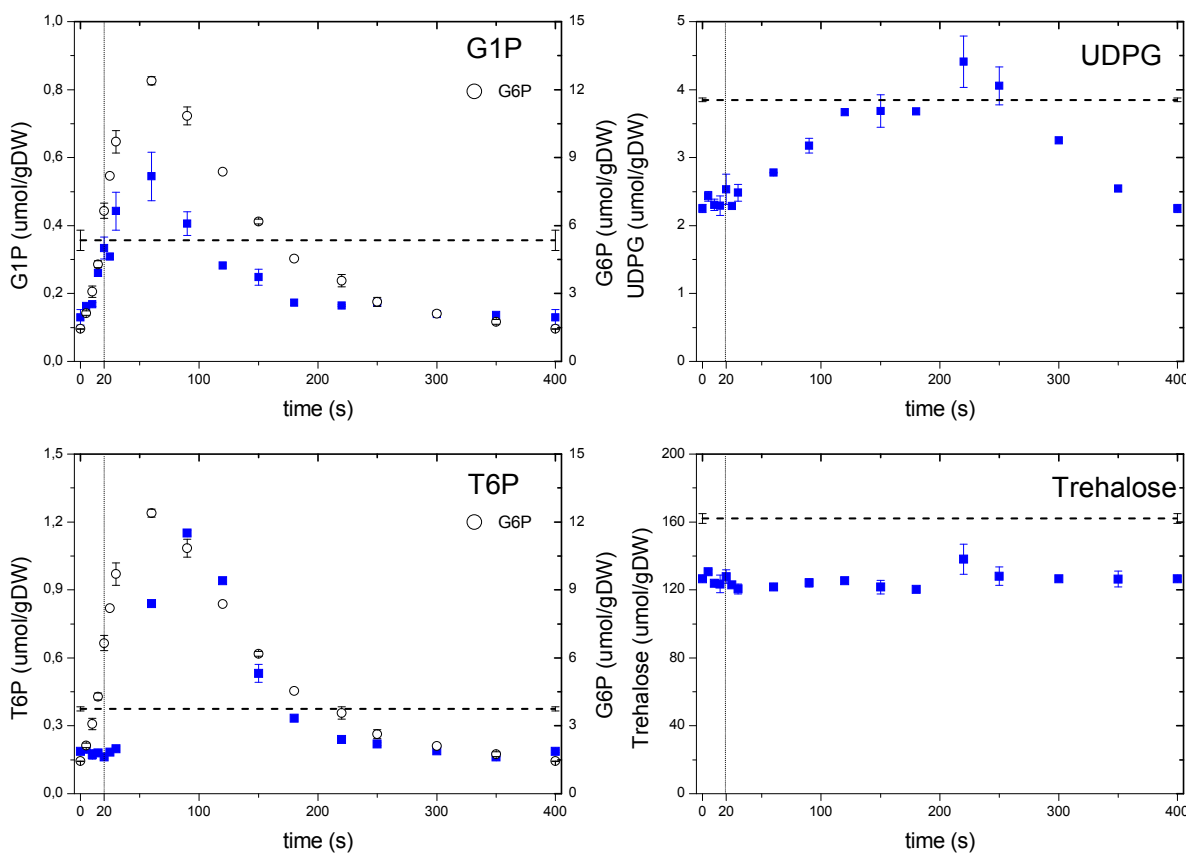 G1P
G6P
1,0
0,8
0,6
0,4
0,2
0,0
G1P (umol/gDW)
15
12
9
6
3
0
G6P (umol/gDW)
0 20 100 200 300 400
time (s)
UDPG
5
4
3
2
1
0
UDPG (umol/gDW)
0 20 100 200 300 400
time (s)
T6P
G6P
1,5
1,2
0,9
0,6
0,3
0,0
T6P (umol/gDW)
15
12
9
6
3
0
G6P (umol/gDW)
0 20 100 200 300 400
time (s)
Trehalose
200
160
120
80
40
0
Trehalose (umol/gDW)
0 20 100 200 300 400
time (s)